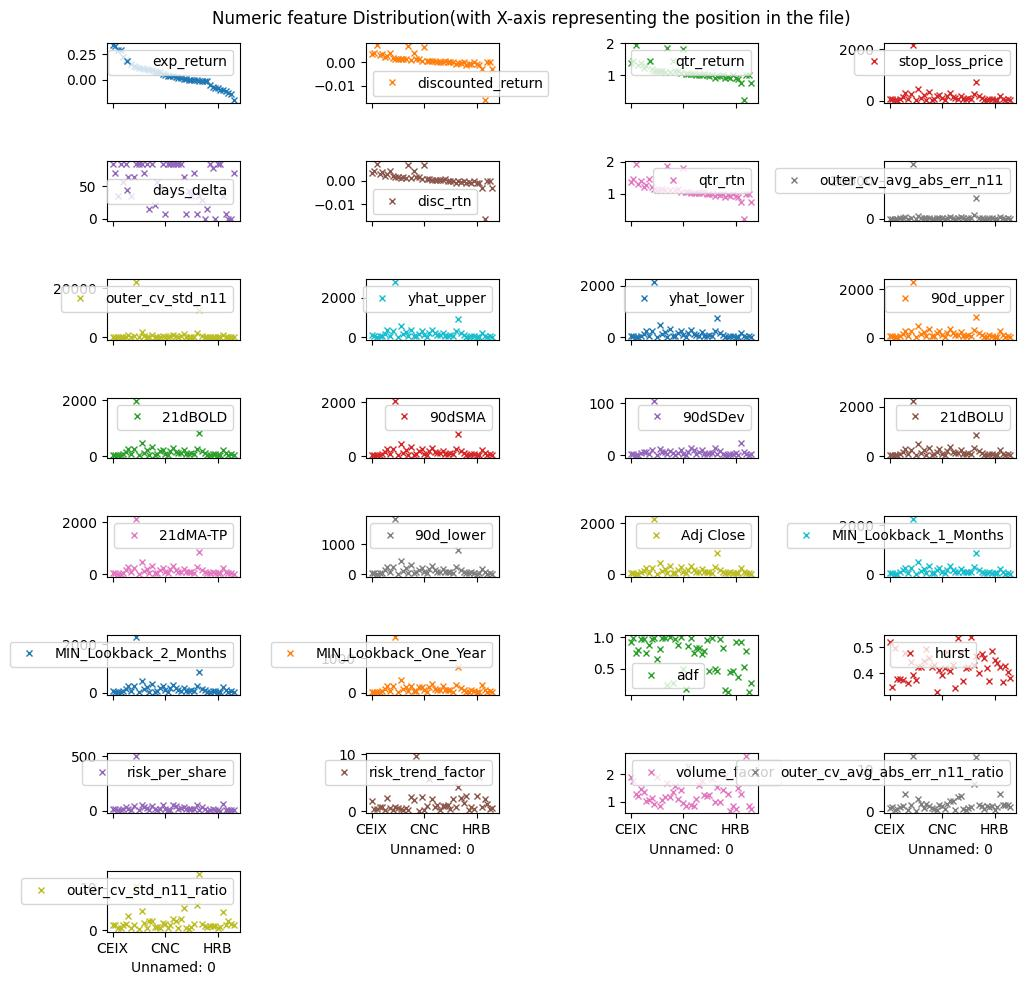 Numeric feature Distribution(with X-axis representing the position in the file)
0.25
0.00
exp_return
0.00
−0.01
discounted_return
2
1
qtr_return
2000
0
stop_loss_price
50
0
days_delta
0.00
−0.01
disc_rtn
2
1
qtr_rtn
0
outer_cv_avg_abs_err_n11
20000
0
outer_cv_std_n11
2000
0
yhat_upper
2000
0
yhat_lower
2000
0
90d_upper
2000
0
21dBOLD
2000
0
90dSMA
100
0
90dSDev
2000
0
21dBOLU
2000
0
21dMA-TP
1000
0
90d_lower
2000
0
Adj Close
2000
0
MIN_Lookback_1_Months
2000
0
MIN_Lookback_2_Months
1000
0
MIN_Lookback_One_Year
1.0
0.5
adf
0.5
0.4
hurst
500
0
risk_per_share
10
0
risk_trend_factor
CEIX CNC HRB
Unnamed: 0
2
1
volume_factor
CEIX CNC HRB
Unnamed: 0
10
0
outer_cv_avg_abs_err_n11_ratio
CEIX CNC HRB
Unnamed: 0
10
0
outer_cv_std_n11_ratio
CEIX CNC HRB
Unnamed: 0